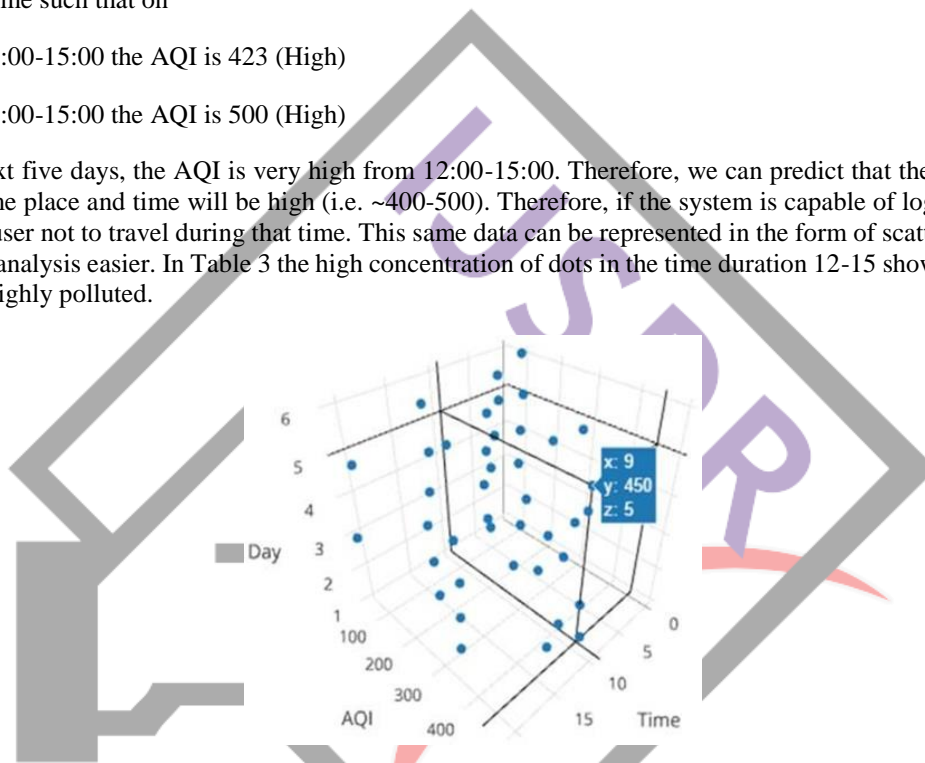 me such that on
:00-15:00 the AQI is 423 (High)
:00-15:00 the AQI is 500 (High)
xt five days, the AQI is very high from 12:00-15:00. Therefore, we can predict that the
ne place and time will be high (i.e. ~400-500). Therefore, if the system is capable of log
user not to travel during that time. This same data can be represented in the form of scat
analysis easier. In Table 3 the high concentration of dots in the time duration 12-15 show
ighly polluted.
IJSDR
6
5
4
3
2
1
Day
x: 9
y: 450
z: 5
100
200
300
400
AQI
0
5
10
15
Time